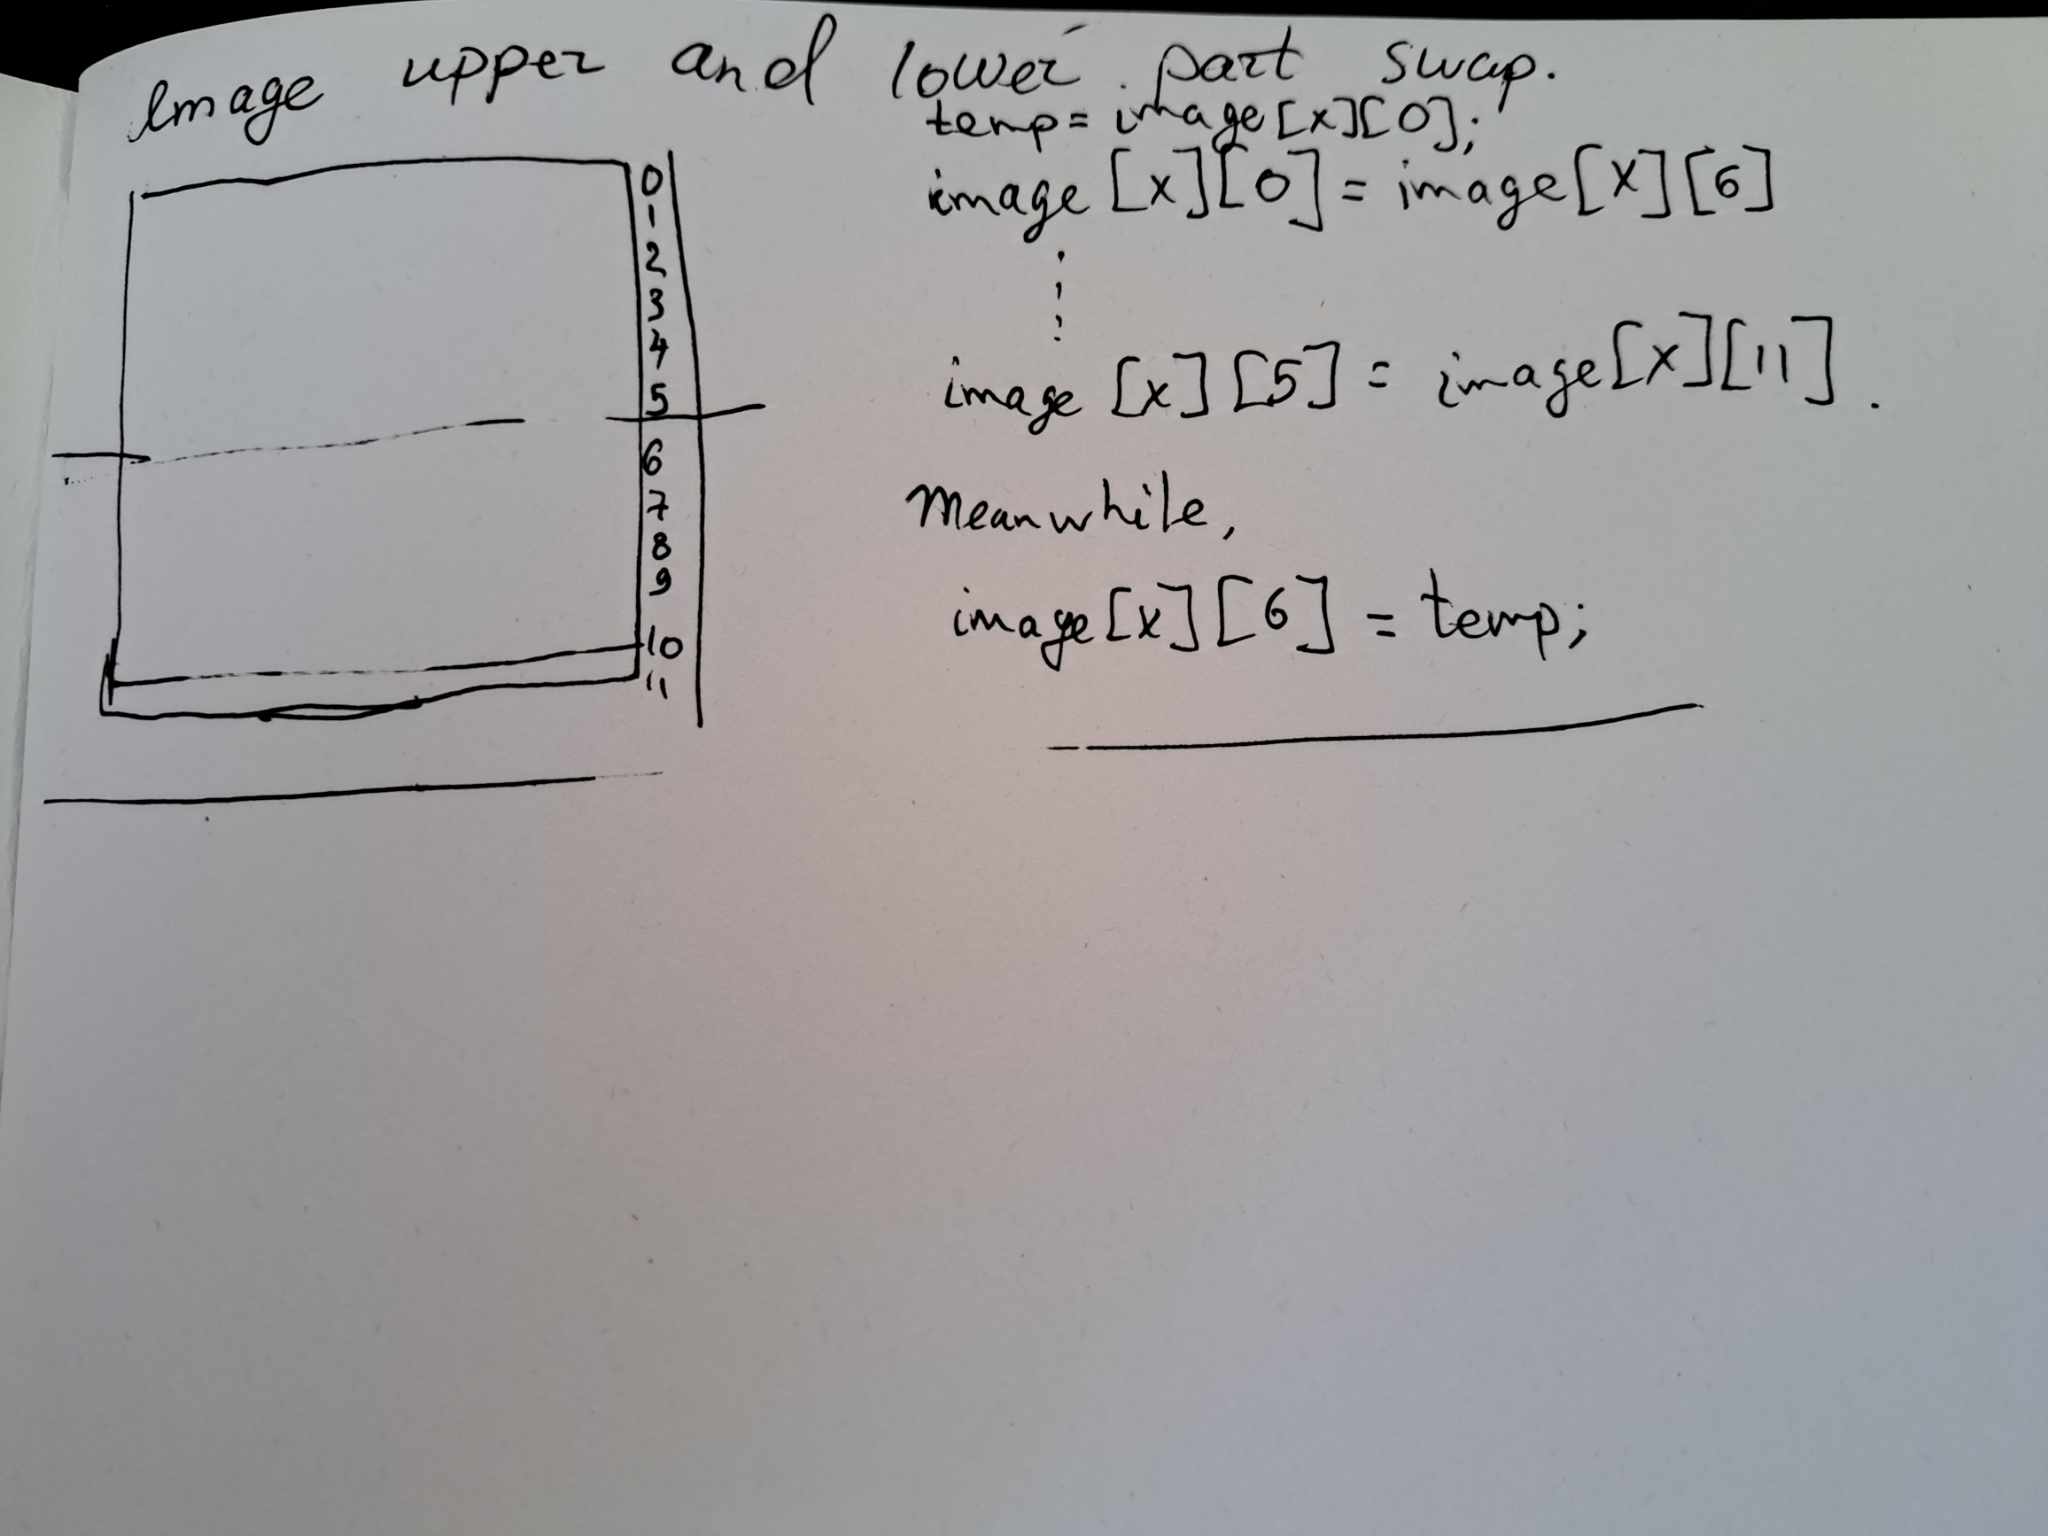 Image upper and lower part swap.
temp = image[x][0];
image [x][0] = image[x][6]
image [x][5] = image[x][11].
Meanwhile,
image[x][6] = temp;
0
1
2
3
4
5
6
7
8
9
10
11